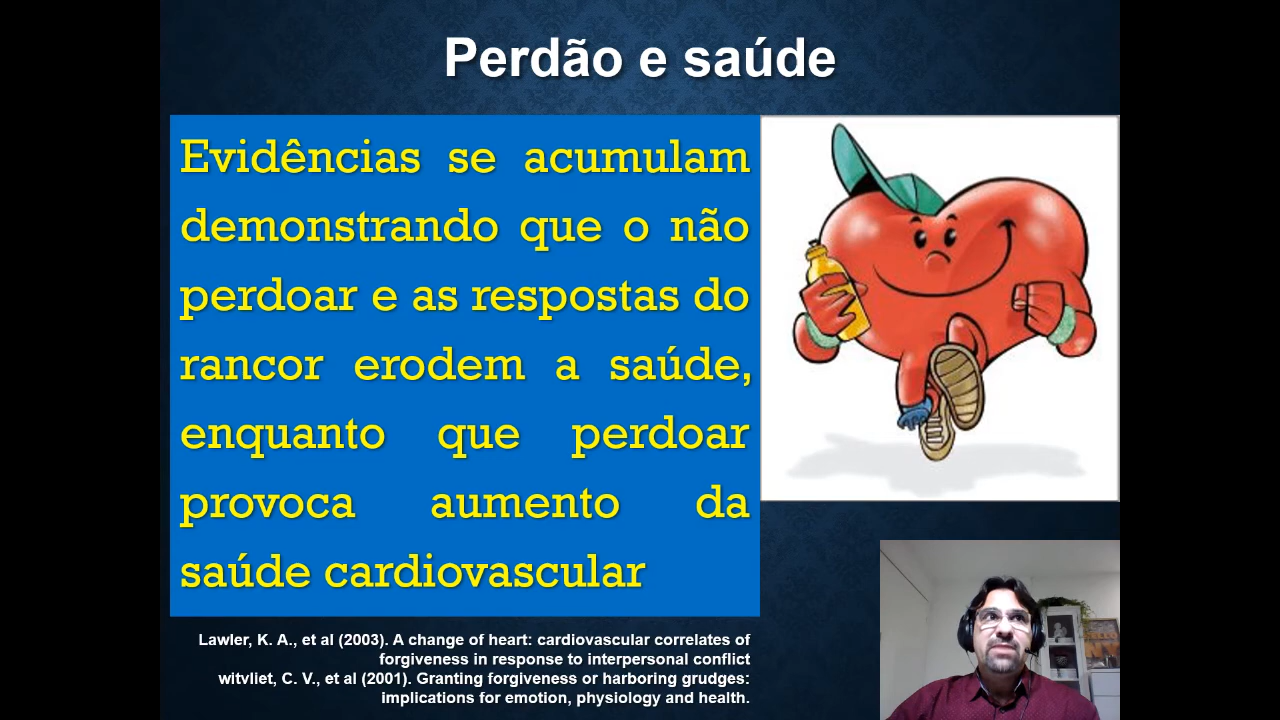 Perdão e saúde
Evidências se acumulam
demonstrando que o não
perdoar e as respostas do
rancor erodem a saúde,
enquanto que perdoar
provoca aumento da
saúde cardiovascular
Lawler, K. A., et al (2003). A change of heart: cardiovascular correlates of
forgiveness in response to interpersonal conflict
witvliet, C. V., et al (2001). Granting forgiveness or harboring grudges:
implications for emotion, physiology and health.